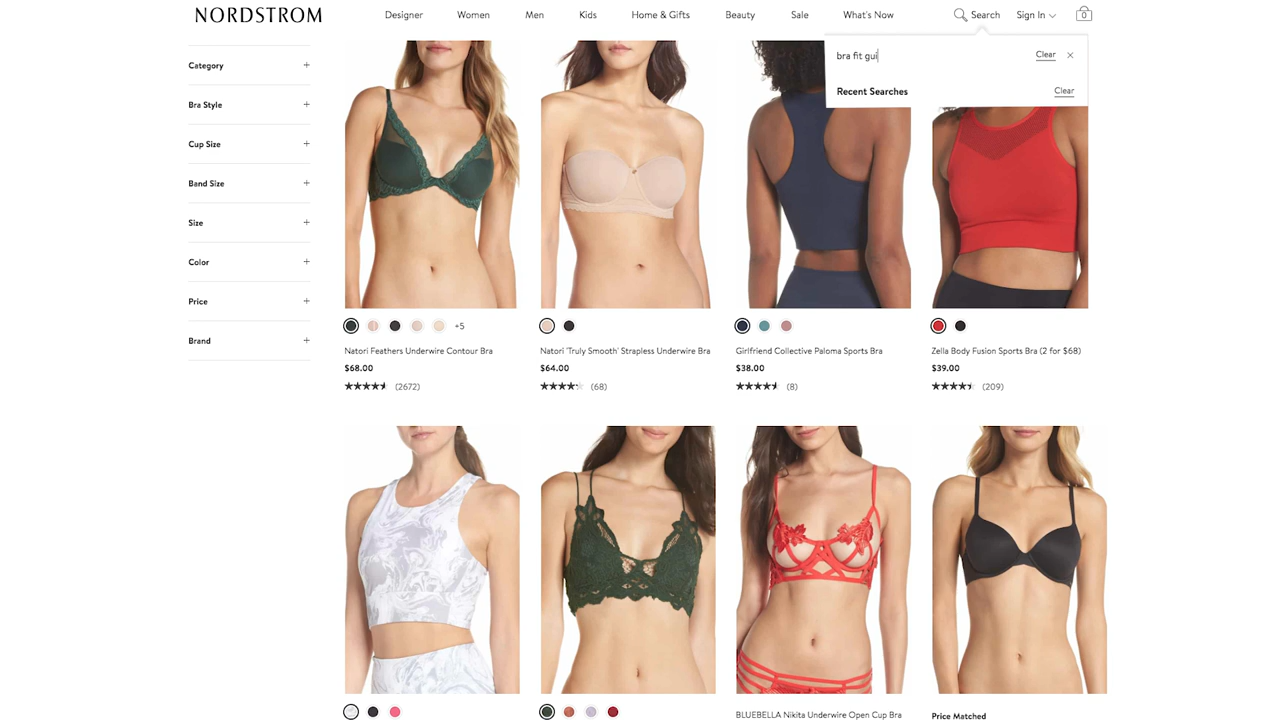 NORDSTROM
Designer Women Men Kids Home & Gifts Beauty Sale What's Now Search Sign In 0
bra fit gui Clear ×
Recent Searches Clear
Category +
Bra Style +
Cup Size +
Band Size +
Size +
Color +
Price +
Brand +
+5
Natori Feathers Underwire Contour Bra
$68.00
(2672)
Natori 'Truly Smooth' Strapless Underwire Bra
$64.00
(68)
Girlfriend Collective Paloma Sports Bra
$38.00
(8)
Zella Body Fusion Sports Bra (2 for $68)
$39.00
(209)
BLUEBELLA Nikita Underwire Open Cup Bra
Price Matched